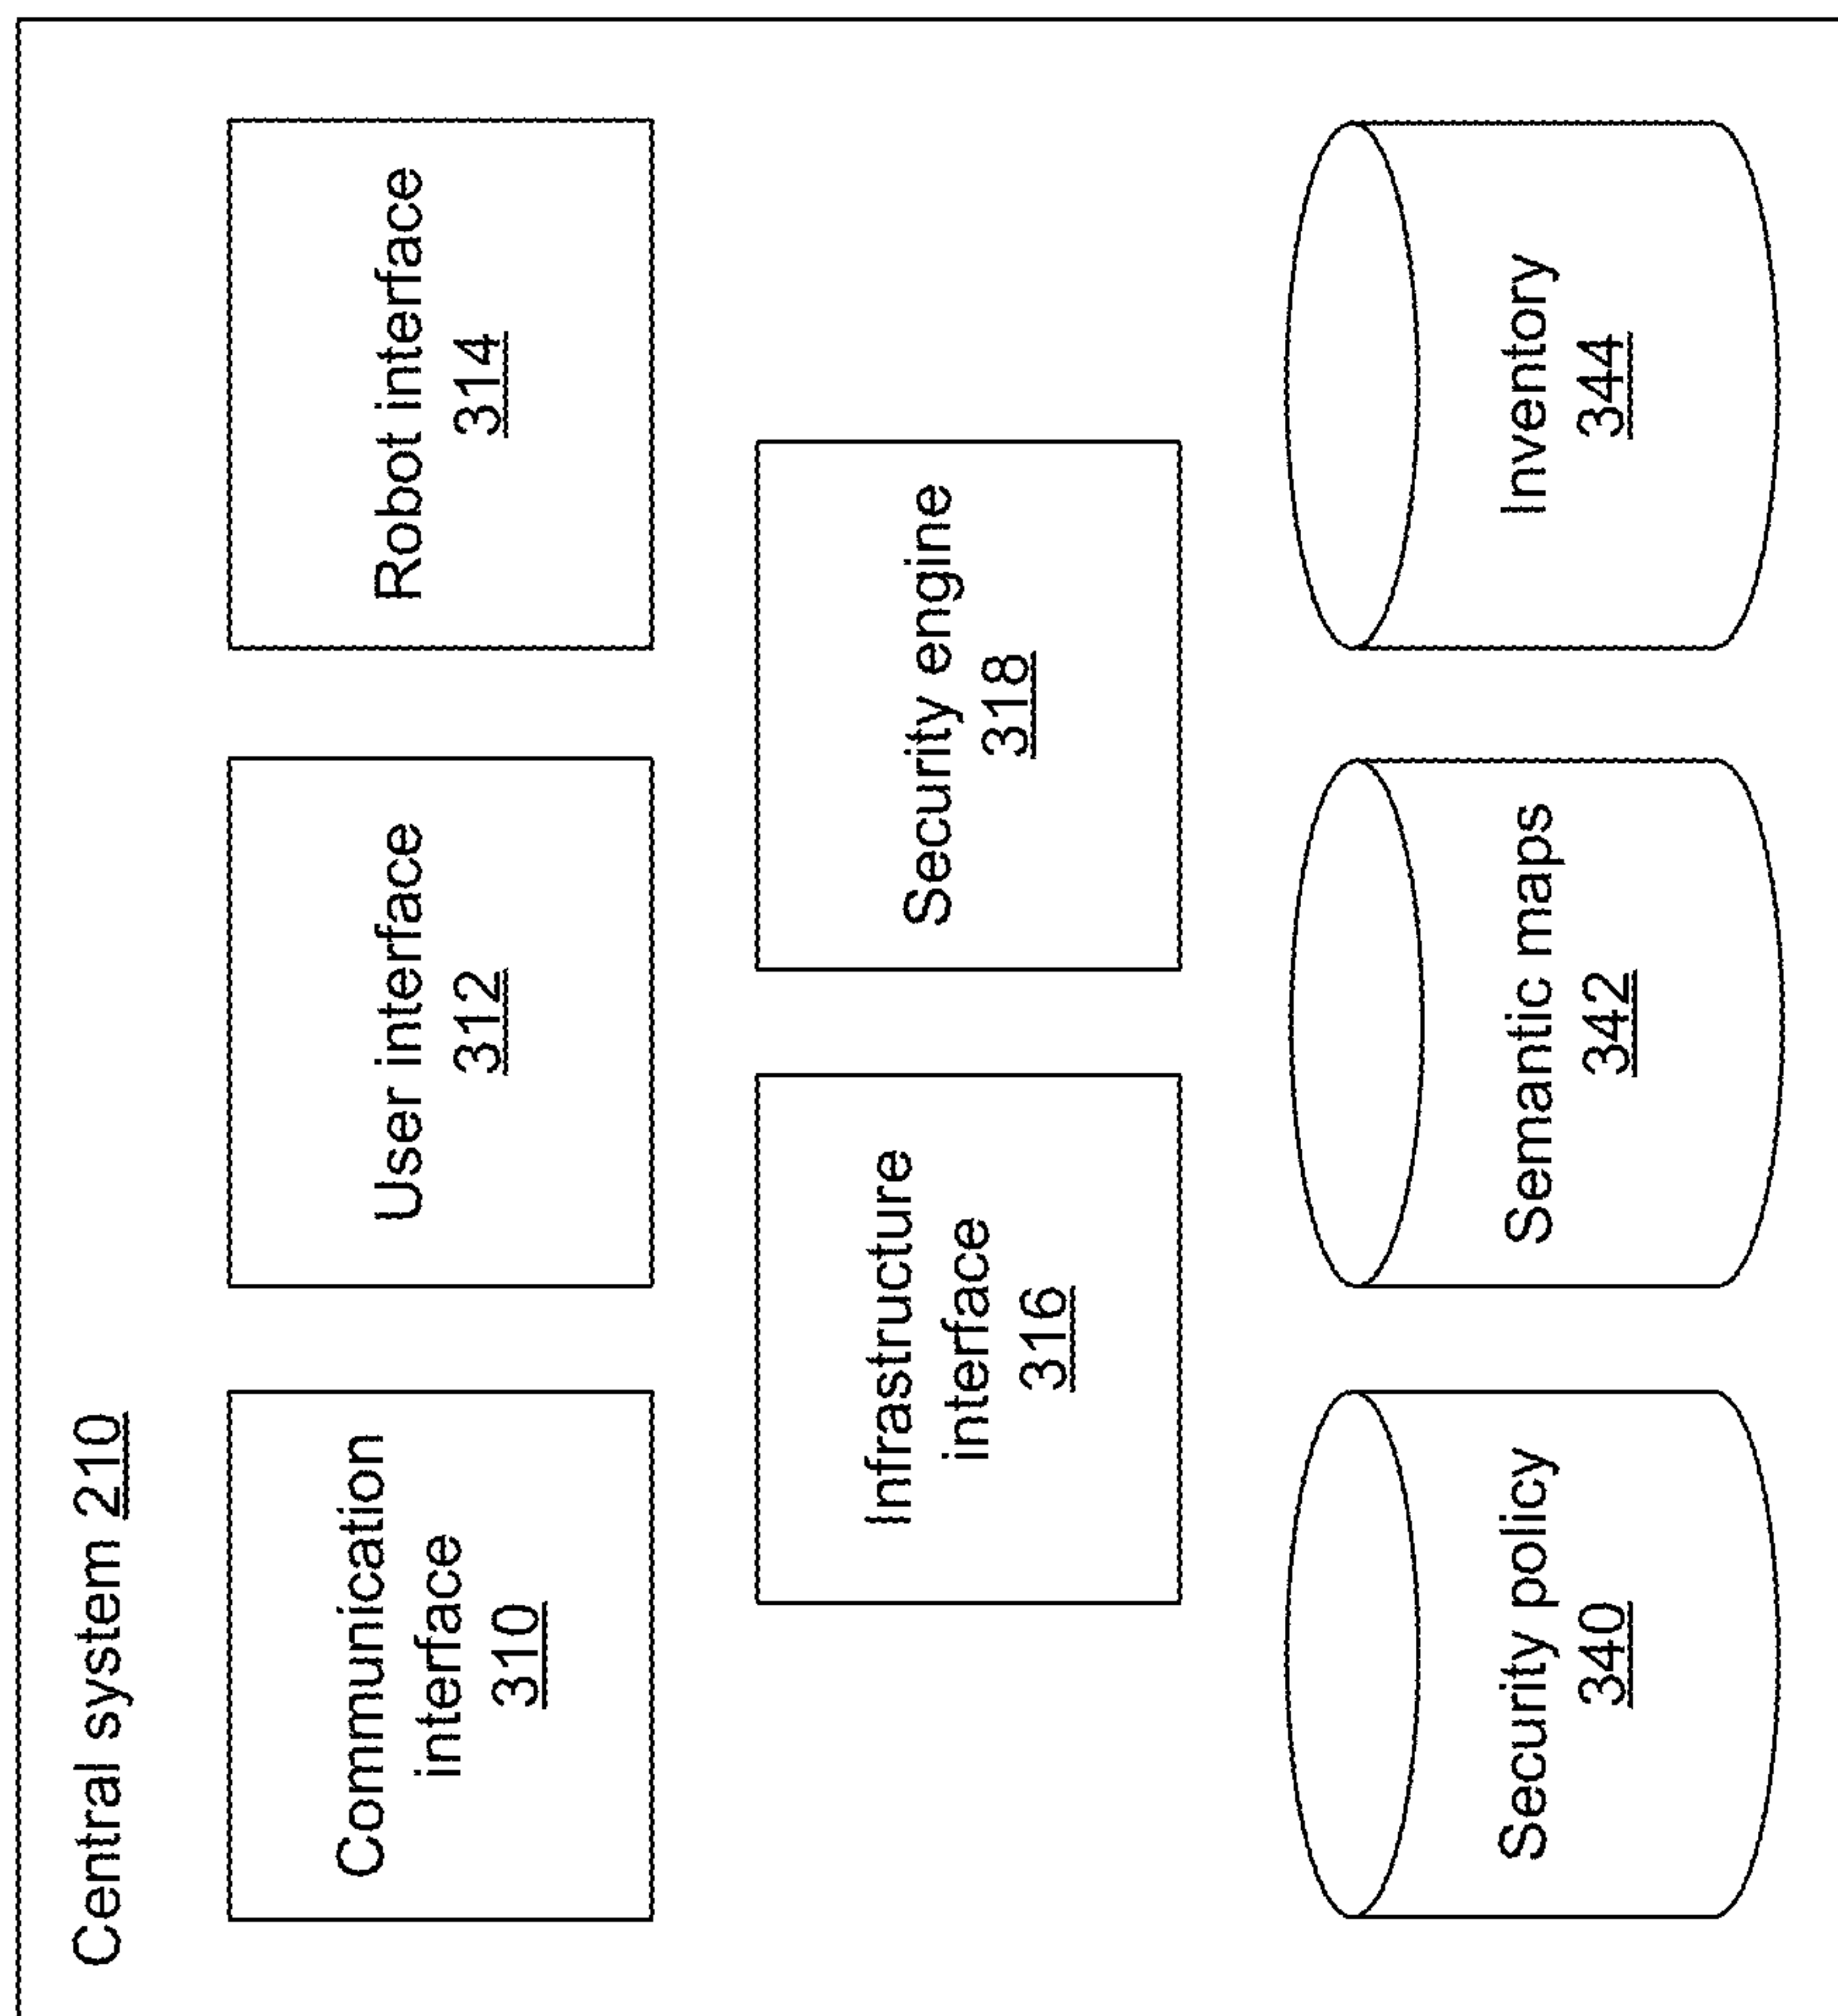 Central system 210
Communication
interface
310
User interface
312
Robot interface
314
Infrastructure
interface
316
Security engine
318
Security policy
340
Semantic maps
342
Inventory
344